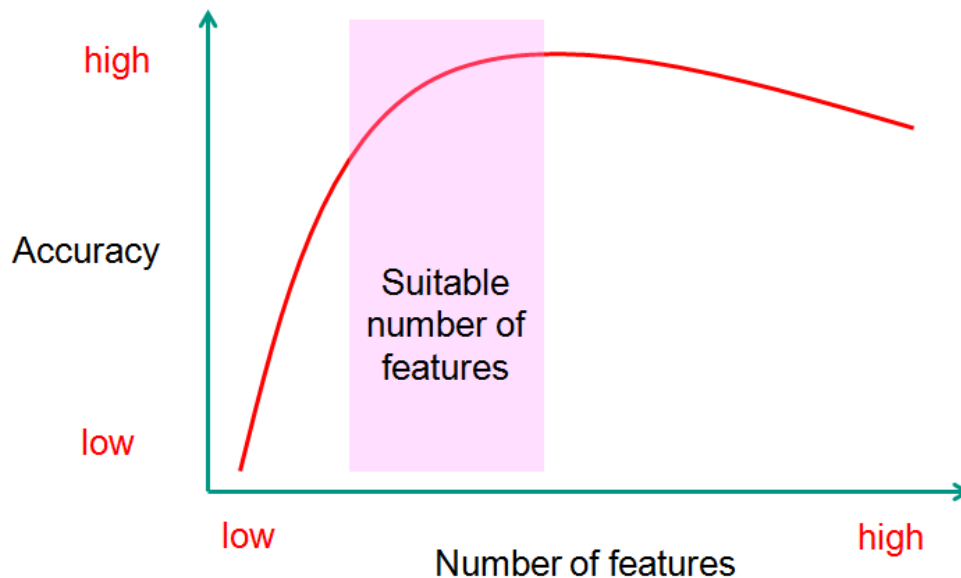 high
Accuracy
Suitable
number of
features
low
low
high
Number of features